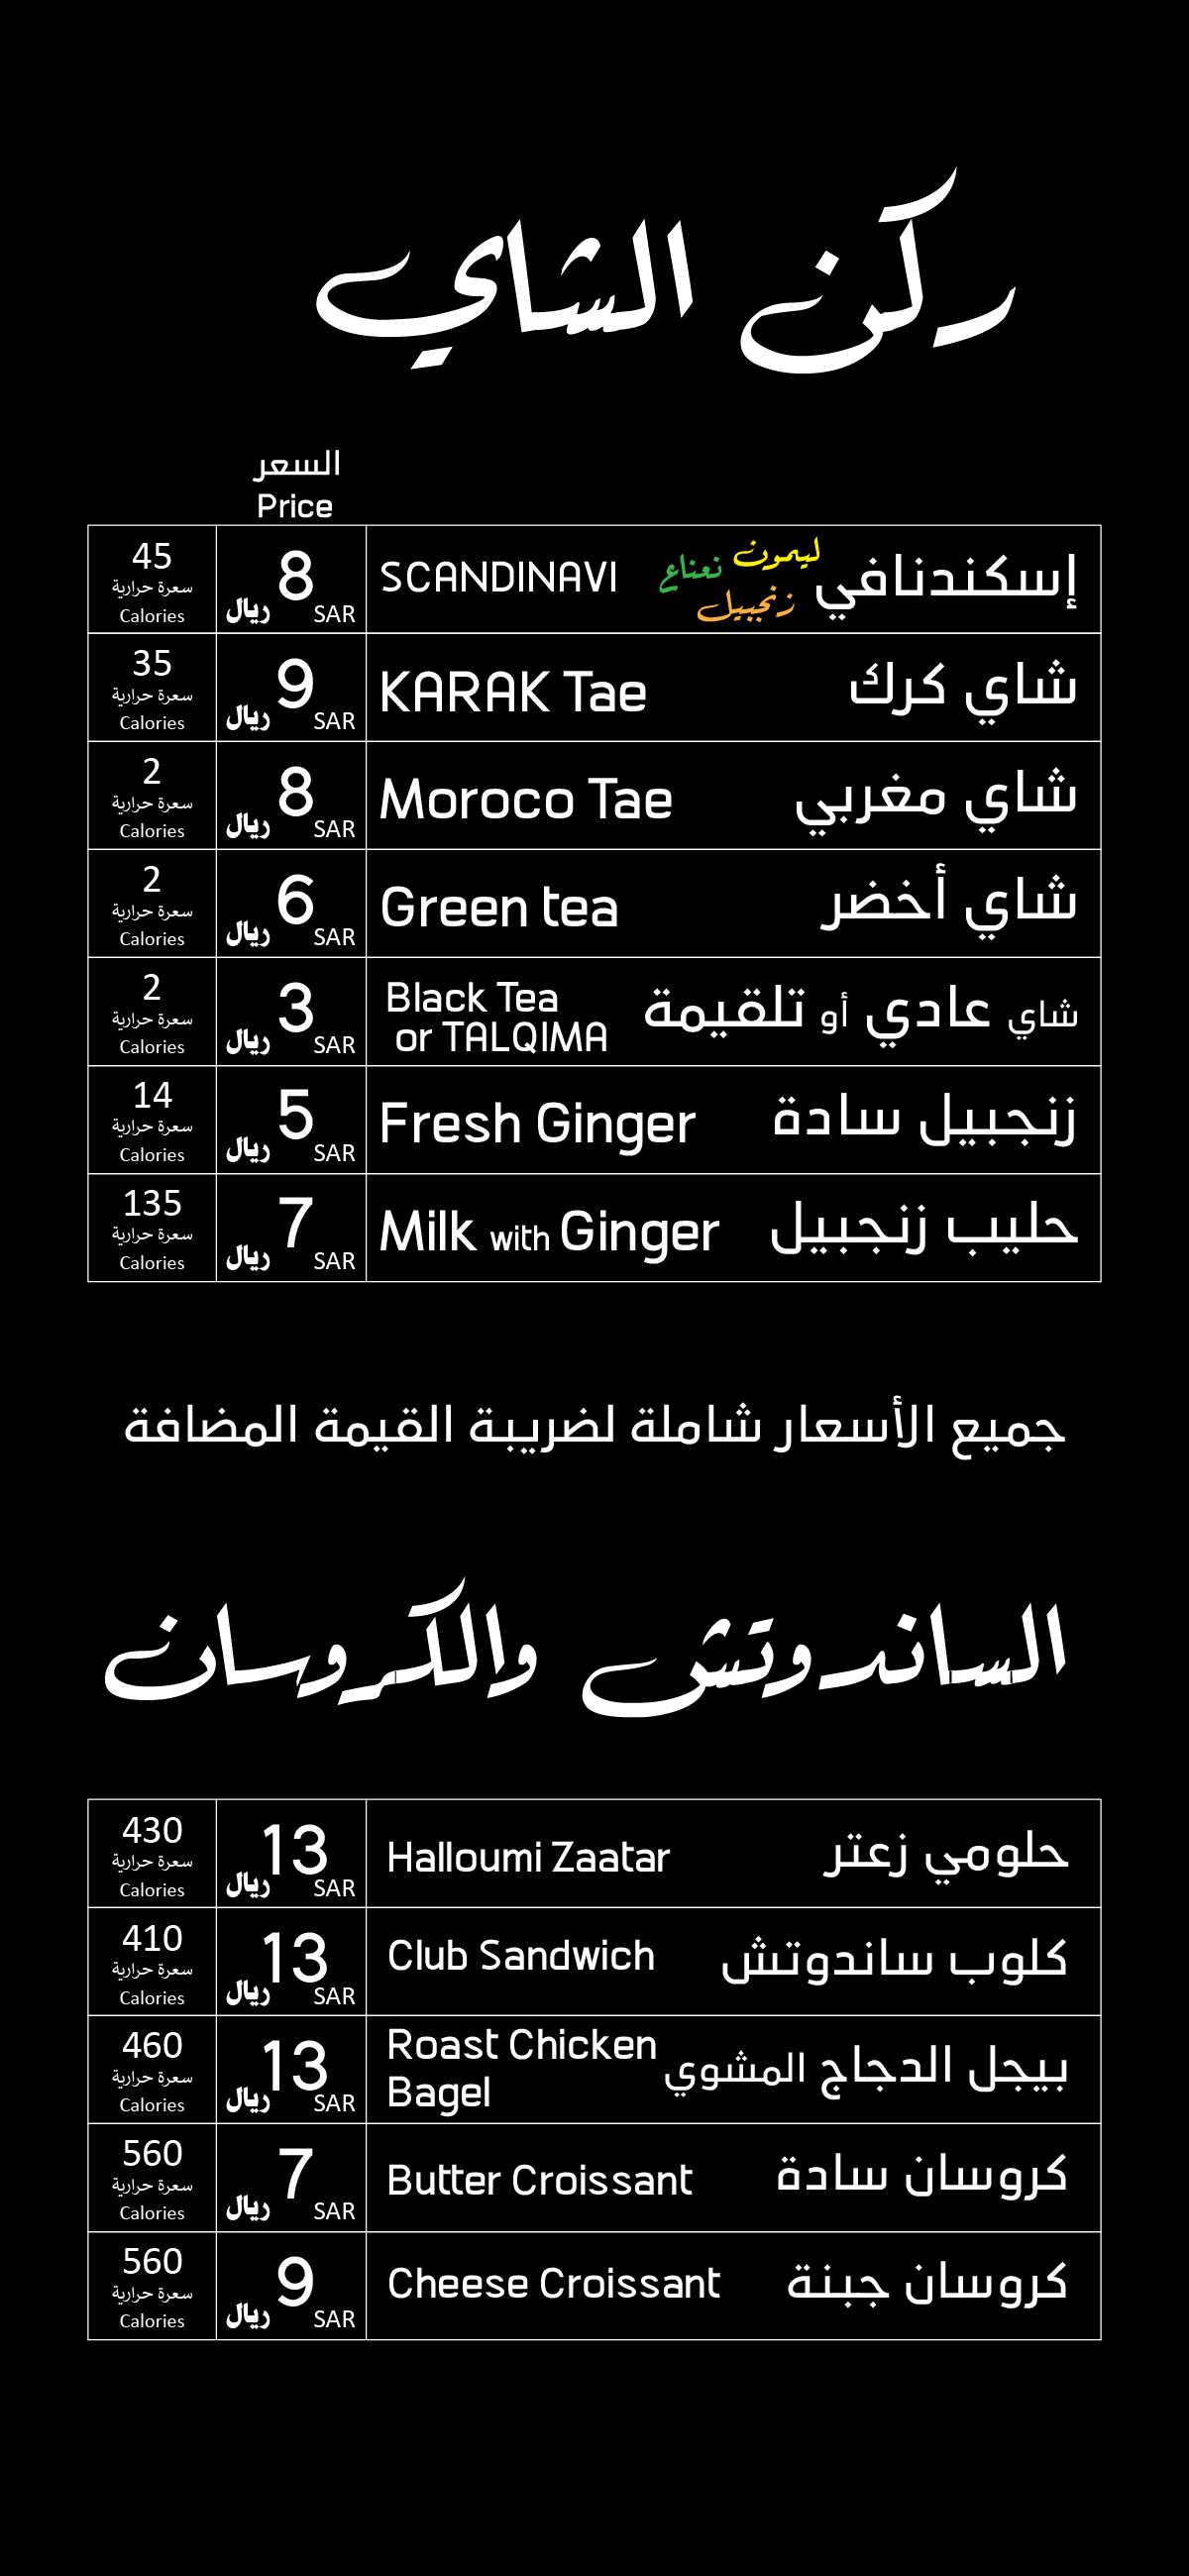 ركن الشاي
السعر
Price
إسكندنافي ليمون نعناع زنجبيل SCANDINAVI 8 ريال SAR 45 سعرة حرارية Calories
شاي كرك KARAK Tae 9 ريال SAR 35 سعرة حرارية Calories
شاي مغربي Moroco Tae 8 ريال SAR 2 سعرة حرارية Calories
شاي أخضر Green tea 6 ريال SAR 2 سعرة حرارية Calories
شاي عادي أو تلقيمة Black Tea or TALQIMA 3 ريال SAR 2 سعرة حرارية Calories
زنجبيل سادة Fresh Ginger 5 ريال SAR 14 سعرة حرارية Calories
حليب زنجبيل Milk with Ginger 7 ريال SAR 135 سعرة حرارية Calories
جميع الأسعار شاملة لضريبة القيمة المضافة
الساندروتش والكروسان
حلومي زعتر Halloumi Zaatar 13 ريال SAR 430 سعرة حرارية Calories
كلوب ساندوتش Club Sandwich 13 ريال SAR 410 سعرة حرارية Calories
بيجل الدجاج المشوي Roast Chicken Bagel 13 ريال SAR 460 سعرة حرارية Calories
كروسان سادة Butter Croissant 7 ريال SAR 560 سعرة حرارية Calories
كروسان جبنة Cheese Croissant 9 ريال SAR 560 سعرة حرارية Calories